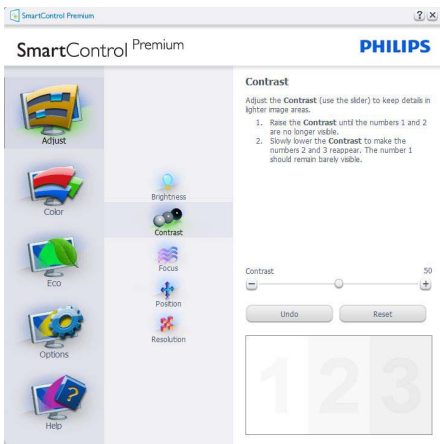 SmartControl Premium
SmartControl Premium
PHILIPS
Adjust
Color
Eco
Options
Help
Brightness
Contrast
Focus
Position
Resolution
Contrast
Adjust the Contrast (use the slider) to keep details in
lighter image areas.
1. Raise the Contrast until the numbers 1 and 2
are no longer visible.
2. Slowly lower the Contrast to make the
numbers 2 and 3 reappear. The number 1
should remain barely visible.
Contrast 50
Undo Reset
1 2 3